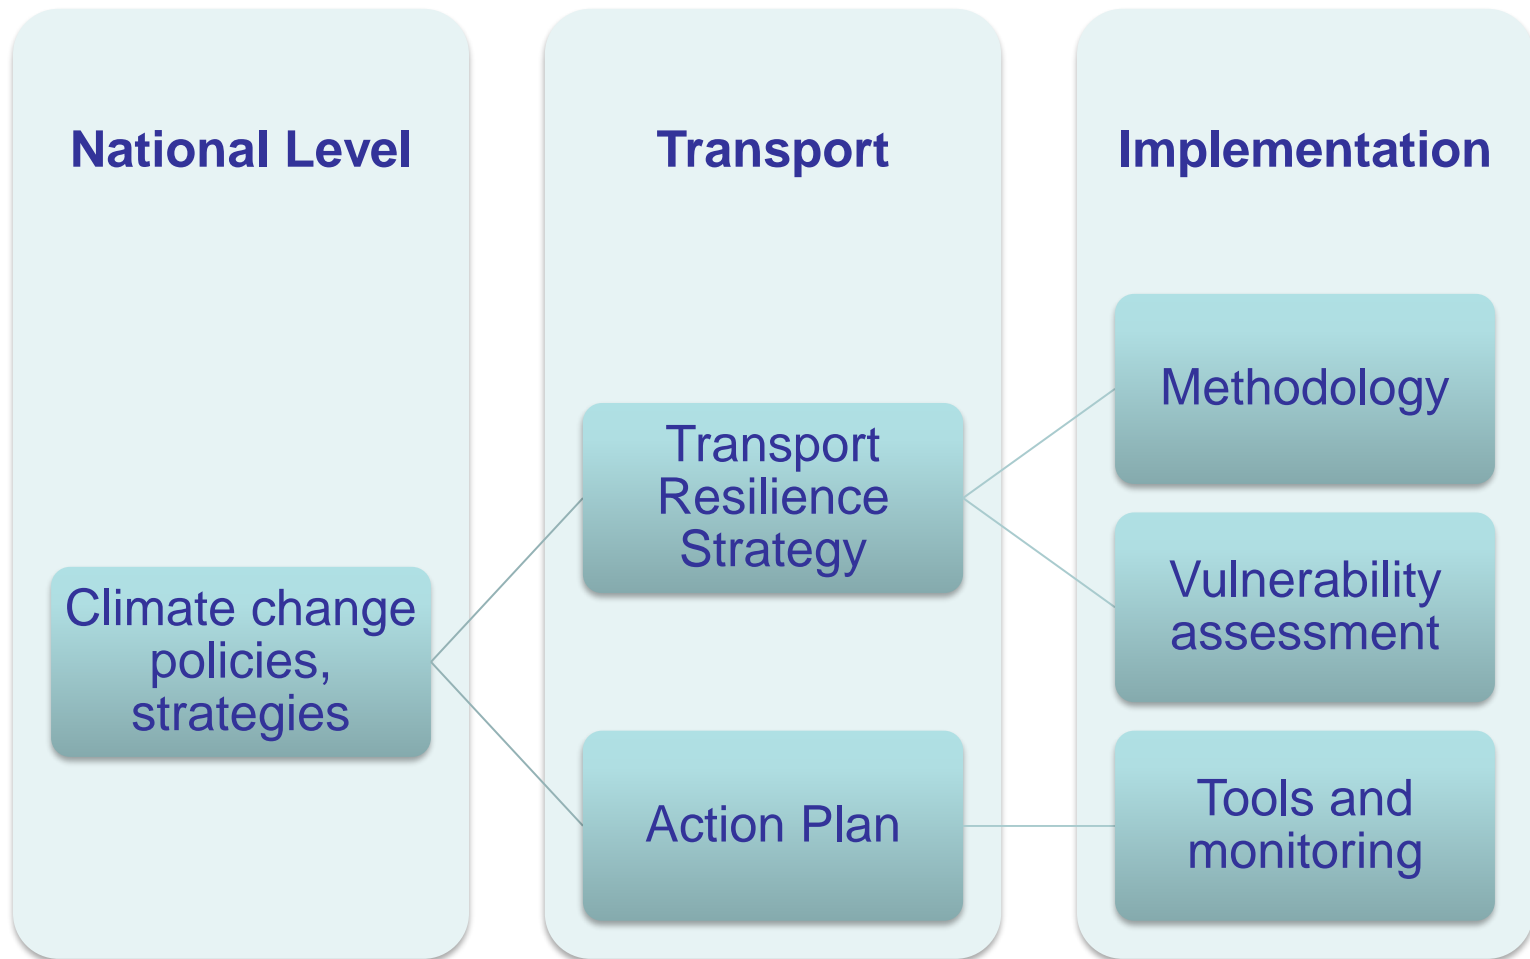 National Level
Transport
Implementation
Climate change
policies,
strategies
Transport
Resilience
Strategy
Action Plan
Methodology
Vulnerability
assessment
Tools and
monitoring